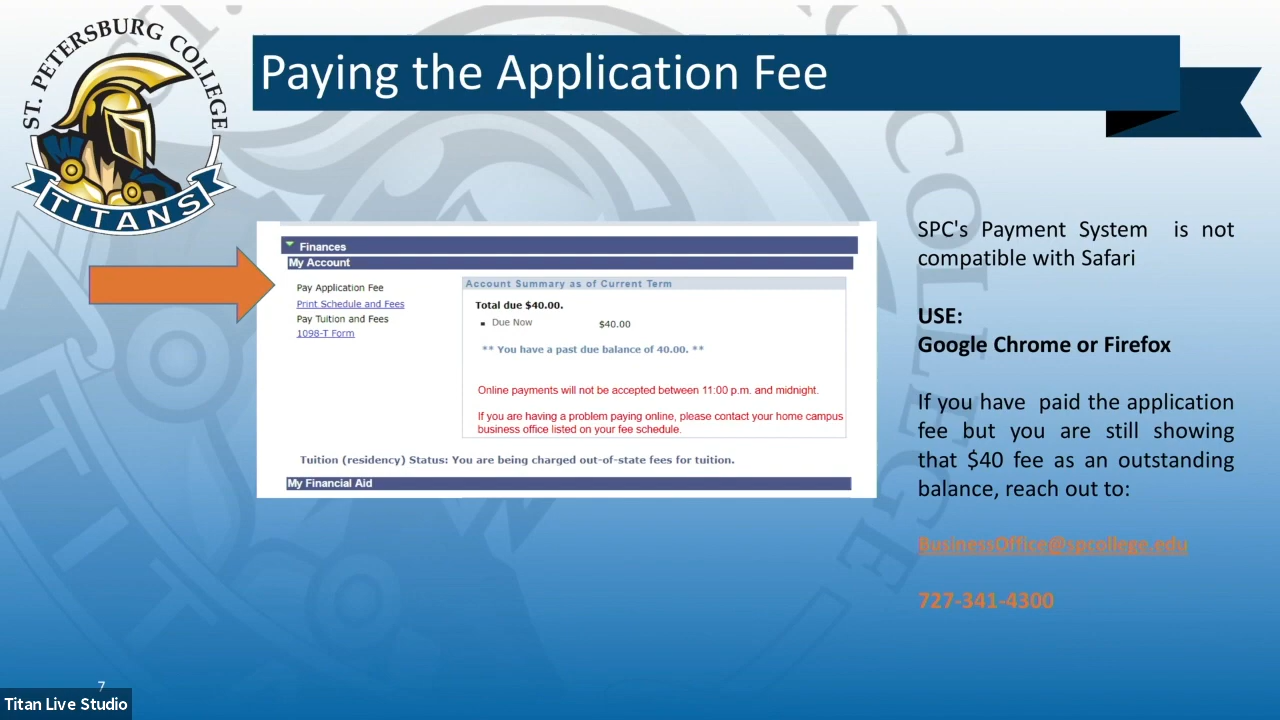 ST. PETERSBURG COLLEGE
TITANS
Paying the Application Fee
Finances
My Account
Pay Application Fee
Print Schedule and Fees
Pay Tuition and Fees
1098-T Form
Account Summary as of Current Term
Total due $40.00.
Due Now $40.00
** You have a past due balance of 40.00. **
Online payments will not be accepted between 11:00 p.m. and midnight.
If you are having a problem paying online, please contact your home campus
business office listed on your fee schedule.
Tuition (residency) Status: You are being charged out-of-state fees for tuition.
My Financial Aid
SPC's Payment System is not
compatible with Safari
USE:
Google Chrome or Firefox
If you have paid the application
fee but you are still showing
that $40 fee as an outstanding
balance, reach out to:
BusinessOffice@spcollege.edu
727-341-4300
7
Titan Live Studio